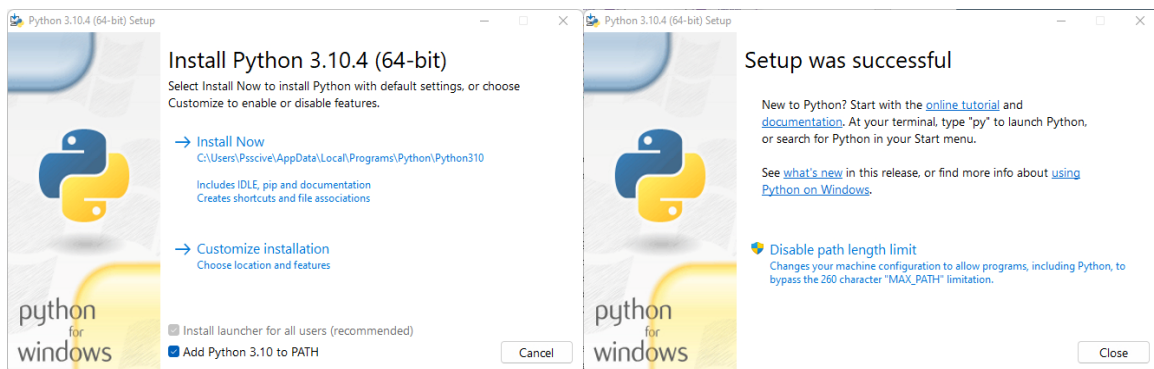 Python 3.10.4 (64-bit) Setup
Install Python 3.10.4 (64-bit)
Select Install Now to install Python with default settings, or choose
Customize to enable or disable features.
→ Install Now
C:\Users\Psscive\AppData\Local\Programs\Python\Python310
Includes IDLE, pip and documentation
Creates shortcuts and file associations
→ Customize installation
Choose location and features
Install launcher for all users (recommended)
Add Python 3.10 to PATH
Cancel
python
for
windows
Python 3.10.4 (64-bit) Setup
Setup was successful
New to Python? Start with the online tutorial and
documentation. At your terminal, type "py" to launch Python,
or search for Python in your Start menu.
See what's new in this release, or find more info about using
Python on Windows.
Disable path length limit
Changes your machine configuration to allow programs, including Python, to
bypass the 260 character "MAX_PATH" limitation.
python
for
windows
Close